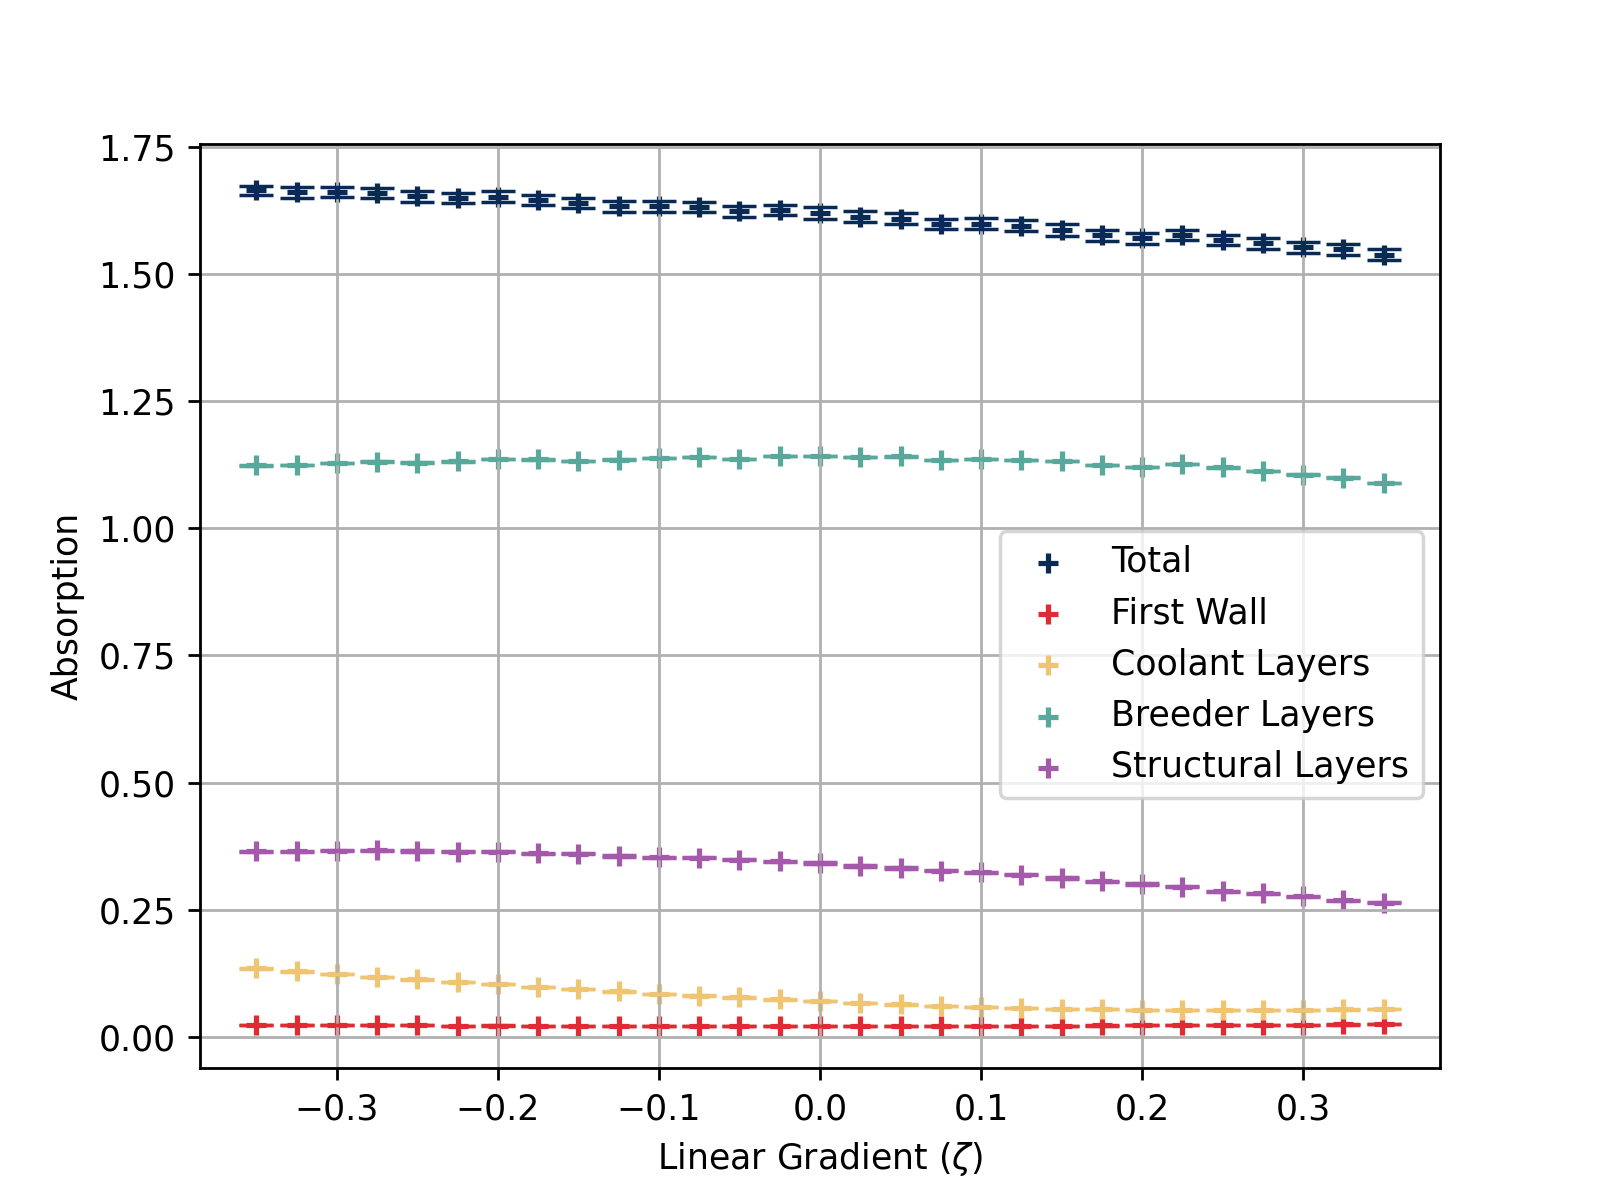 1.75
1.50
1.25
1.00
0.75
0.50
0.25
0.00
Absorption
Total
First Wall
Coolant Layers
Breeder Layers
Structural Layers
−0.3 −0.2 −0.1 0.0 0.1 0.2 0.3
Linear Gradient (ζ)